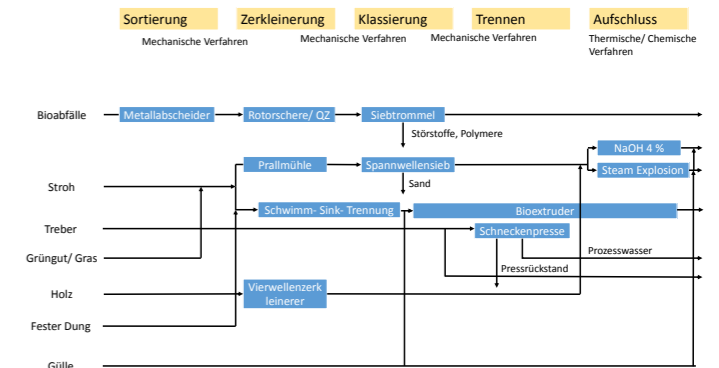 Sortierung Zerkleinerung Klassierung Trennen Aufschluss
Mechanische Verfahren Mechanische Verfahren Mechanische Verfahren Thermische/ Chemische
Verfahren
Bioabfälle Metallabscheider Rotorschere/ QZ Siebtrommel
Störstoffe, Polymere
NaOH 4 %
Prallmühle Spannwellensieb Steam Explosion
Stroh Sand
Schwimm- Sink- Trennung Bioextruder
Treber Schneckenpresse
Prozesswasser
Grüngut/ Gras
Pressrückstand
Holz Vierwellenzerk
leinerer
Fester Dung
Gülle